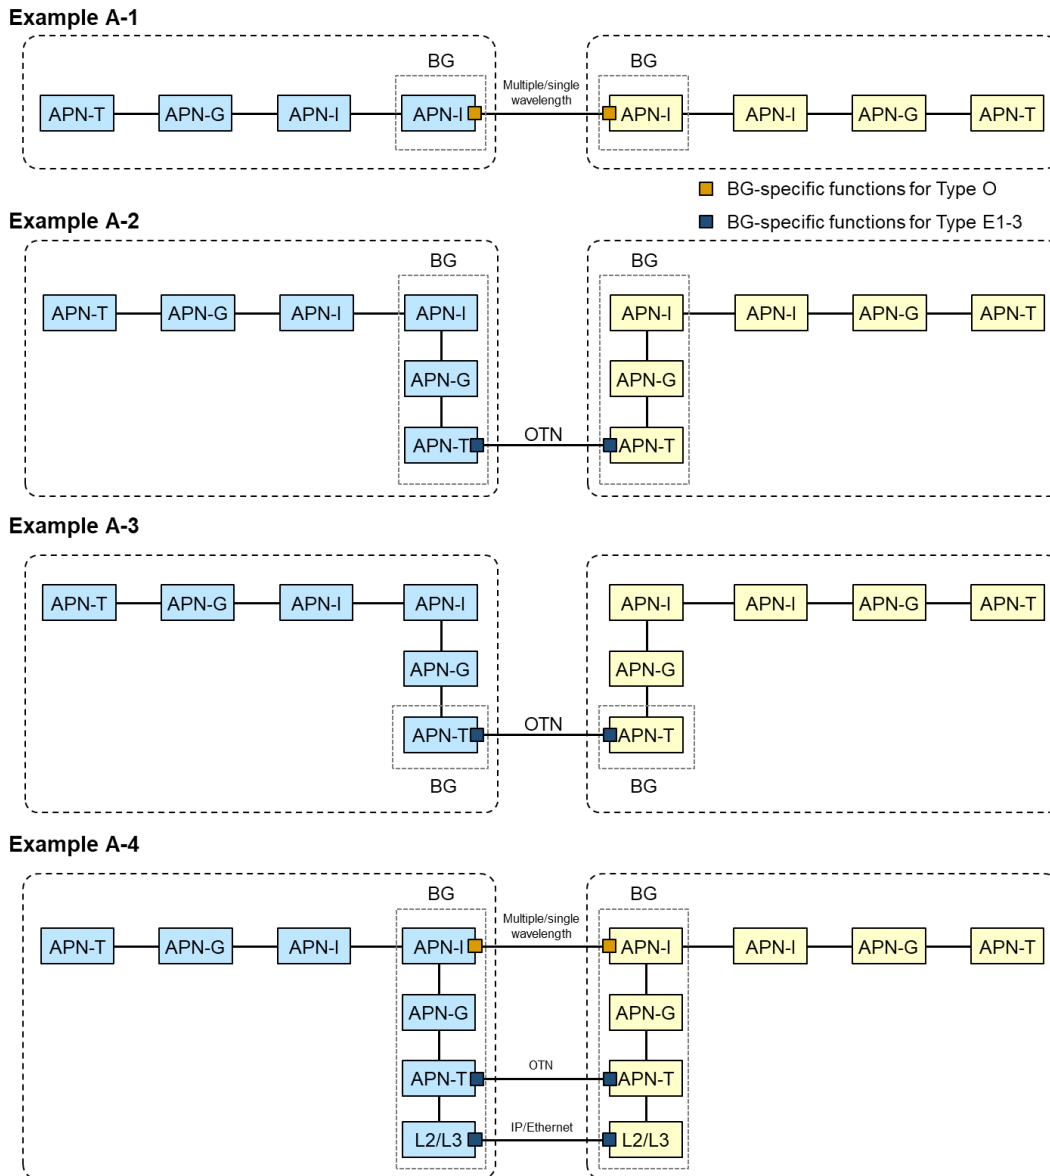 Example A-1
BG BG
APN-T APN-G APN-I APN-I Multiple/single
wavelength APN-I APN-I APN-G APN-T
BG-specific functions for Type O
BG-specific functions for Type E1-3
Example A-2
BG BG
APN-T APN-G APN-I APN-I APN-I APN-I APN-G APN-T
APN-G APN-G
APN-T OTN APN-T
Example A-3
APN-T APN-G APN-I APN-I APN-I APN-I APN-G APN-T
APN-G APN-G
APN-T OTN APN-T
BG BG
Example A-4
BG BG
APN-T APN-G APN-I APN-I Multiple/single
wavelength APN-I APN-I APN-G APN-T
APN-G APN-G
APN-T OTN APN-T
L2/L3 IP/Ethernet L2/L3